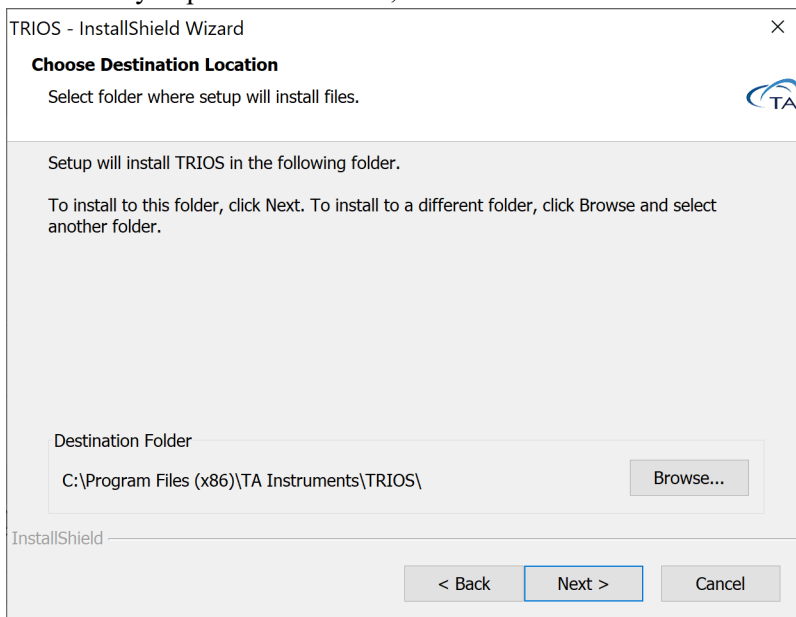 TRIOS - InstallShield Wizard
Choose Destination Location
Select folder where setup will install files.
TA
Setup will install TRIOS in the following folder.
To install to this folder, click Next. To install to a different folder, click Browse and select
another folder.
Destination Folder
C:\Program Files (x86)\TA Instruments\TRIOS\
Browse...
InstallShield
< Back
Next >
Cancel